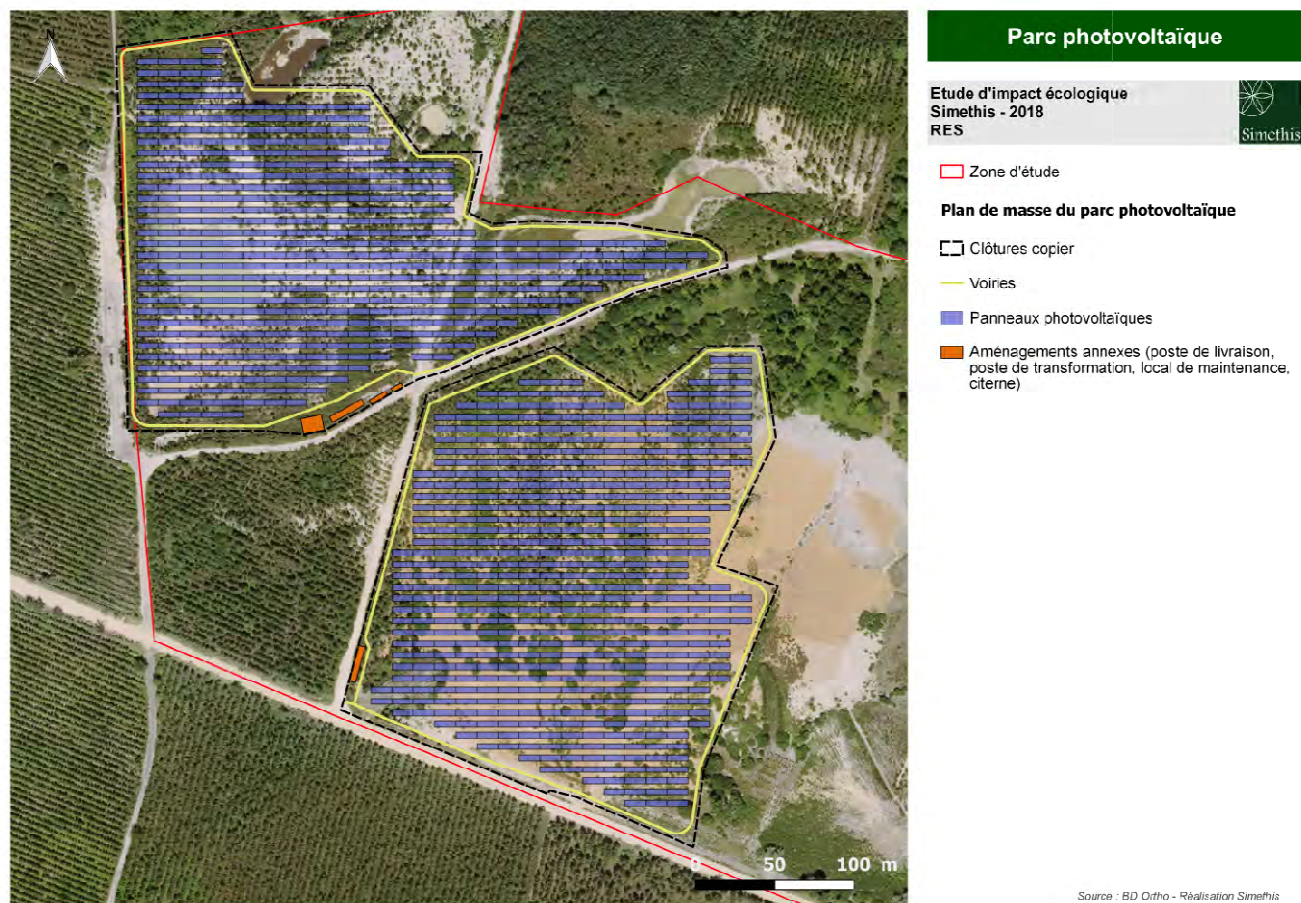 N
Parc photovoltaïque
Etude d'impact écologique
Simethis - 2018
RES
Simethis
Zone d'étude
Plan de masse du parc photovoltaïque
Clôtures copier
Voiries
Panneaux photovoltaïques
Aménagements annexes (poste de livraison,
poste de transformation, local de maintenance,
citerne)
0 50 100 m
Source : BD Ortho - Réalisation Simethis